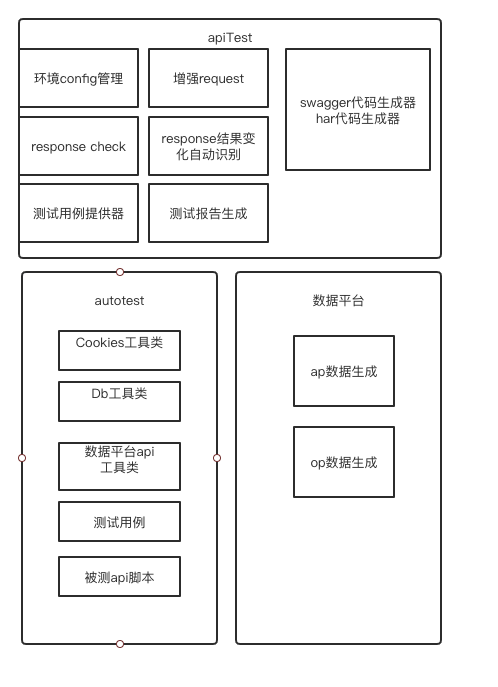 apiTest
环境config管理
增强request
swagger代码生成器
har代码生成器
response check
response结果变
化自动识别
测试用例提供器
测试报告生成
autotest
Cookies工具类
Db工具类
数据平台api
工具类
测试用例
被测api脚本
数据平台
ap数据生成
op数据生成